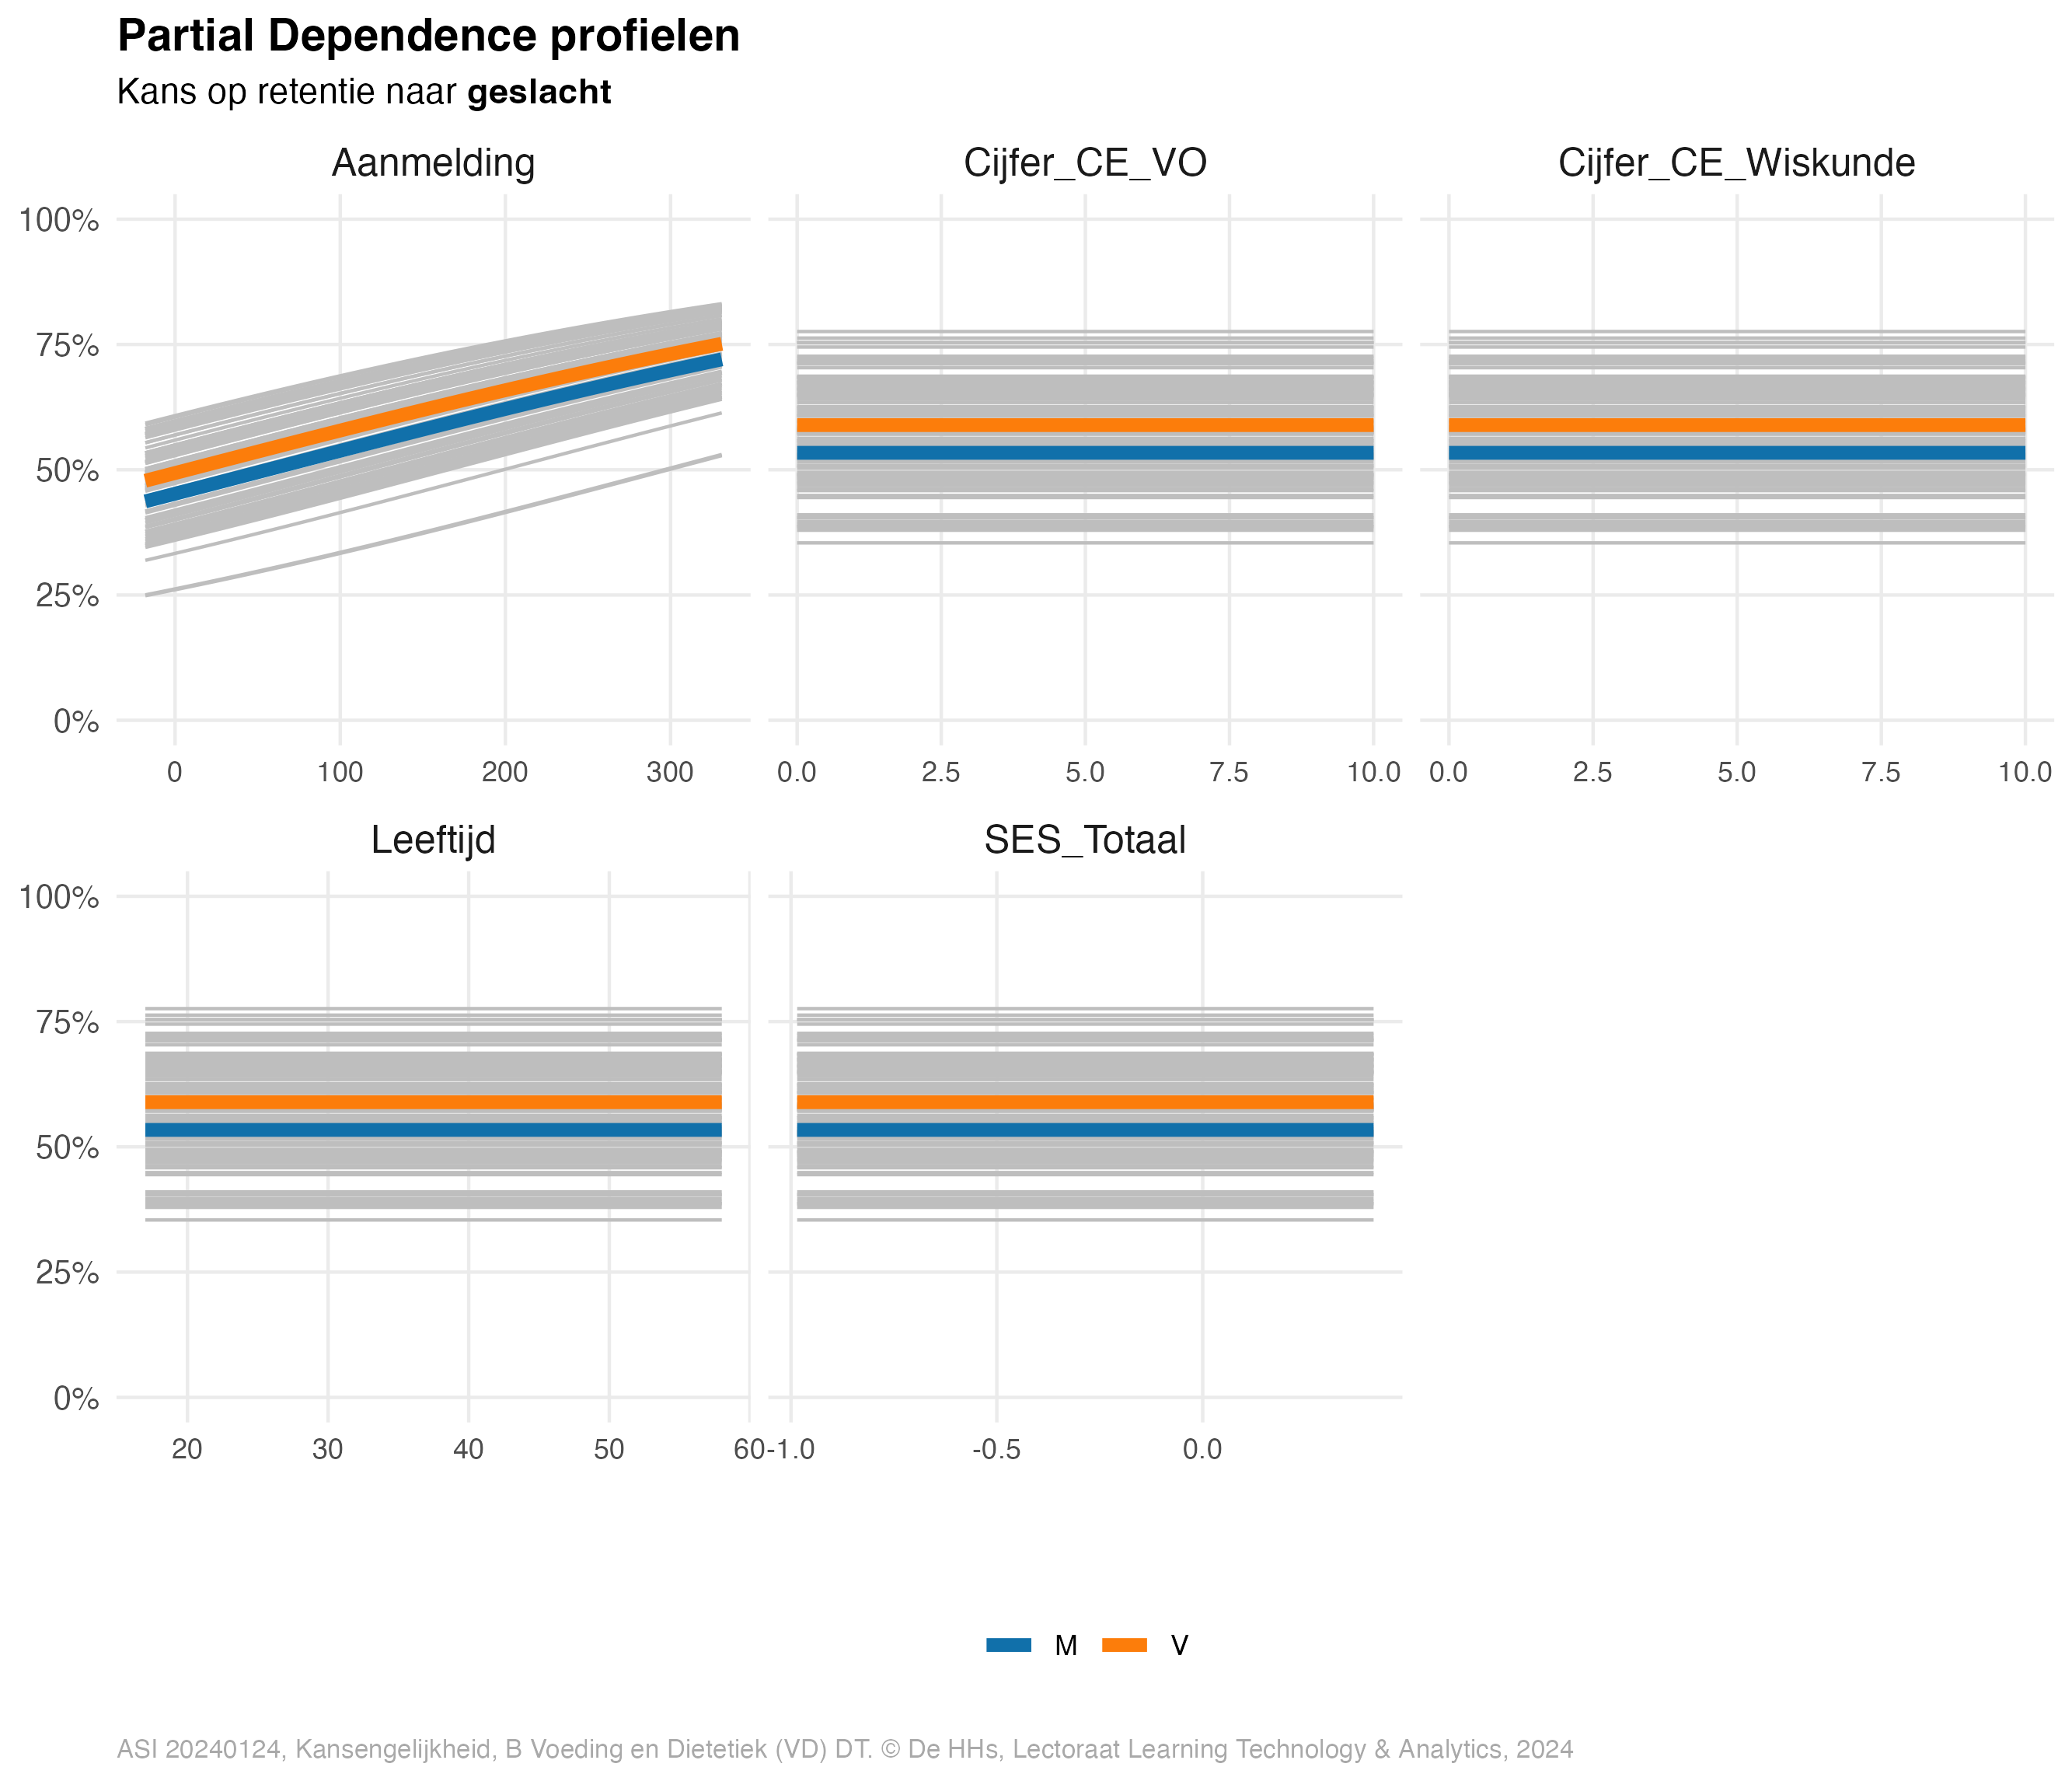 Partial Dependence profielen
Kans op retentie naar geslacht
Aanmelding Cijfer_CE_VO Cijfer_CE_Wiskunde
100%
75%
50%
25%
0%
0 100 200 300 0.0 2.5 5.0 7.5 10.0 0.0 2.5 5.0 7.5 10.0
Leeftijd SES_Totaal
100%
75%
50%
25%
0%
20 30 40 50 60 -1.0 -0.5 0.0
M V
ASI 20240124, Kansengelijkheid, B Voeding en Dietetiek (VD) DT. © De HHs, Lectoraat Learning Technology & Analytics, 2024